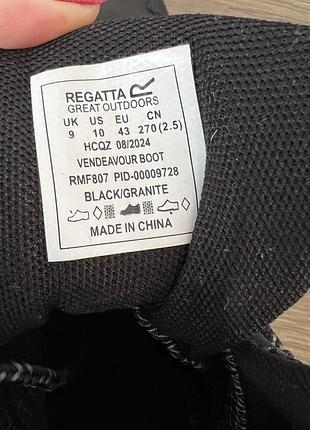 REGATTA
GREAT OUTDOORS
UK US EU CN
9 10 43 270 (2.5)
HCQZ 08/2024
VENDEAVOUR BOOT
RMF807 PID-00009728
BLACK/GRANITE
MADE IN CHINA